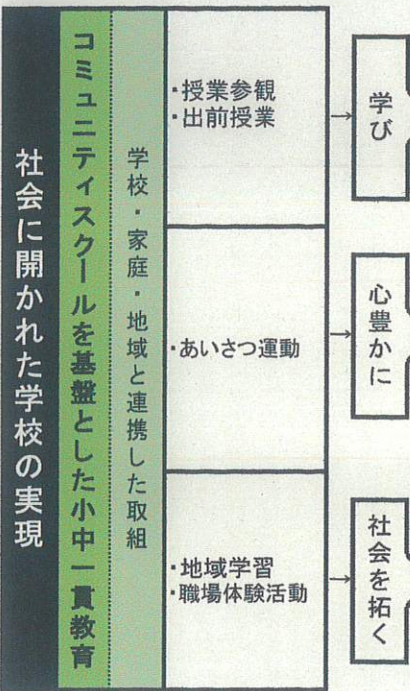 社会に開かれた学校の実現
コミュニティスクールを基盤とした小中一貫教育
学校・家庭・地域と連携した取組
・授業参観
・出前授業
→
学び
・あいさつ運動
→
心豊かに
・地域学習
・職場体験活動
→
社会を拓く